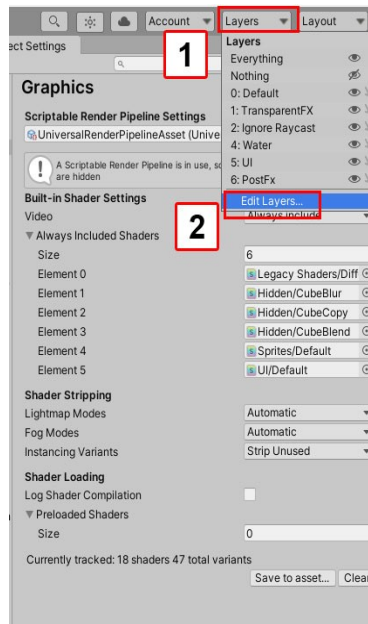 Account
Layers
Layout
ect Settings
1
Layers
Everything
Nothing
0: Default
1: TransparentFX
2: Ignore Raycast
4: Water
5: UI
6: PostFx
Edit Layers...
2
Graphics
Scriptable Render Pipeline Settings
UniversalRenderPipelineAsset (Unive
A Scriptable Render Pipeline is in use, so
are hidden
Built-in Shader Settings
Video Always include
Always Included Shaders
Size 6
Element 0 Legacy Shaders/Diff
Element 1 Hidden/CubeBlur
Element 2 Hidden/CubeCopy
Element 3 Hidden/CubeBlend
Element 4 Sprites/Default
Element 5 UI/Default
Shader Stripping
Lightmap Modes Automatic
Fog Modes Automatic
Instancing Variants Strip Unused
Shader Loading
Log Shader Compilation
Preloaded Shaders
Size 0
Currently tracked: 18 shaders 47 total variants
Save to asset... Clear